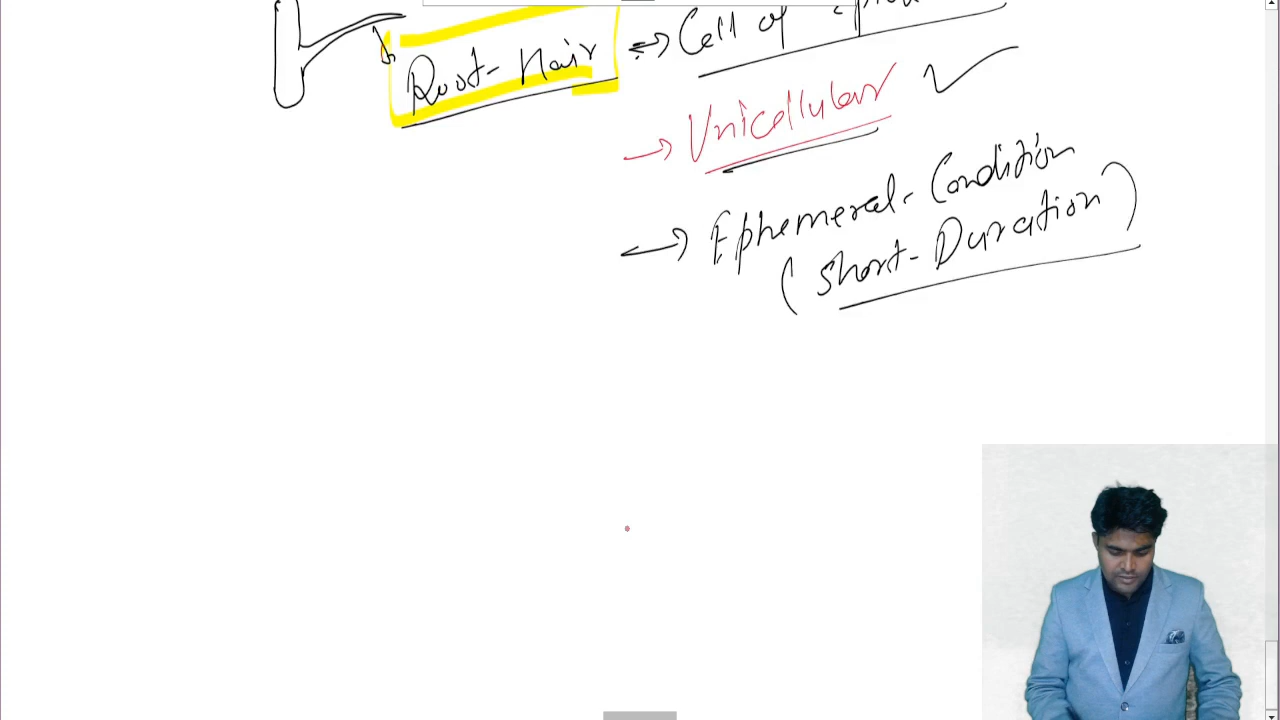 Root-Hair → Cell of
→ Unicellular
→ Ephemeral-Condition
(Short-Duration)